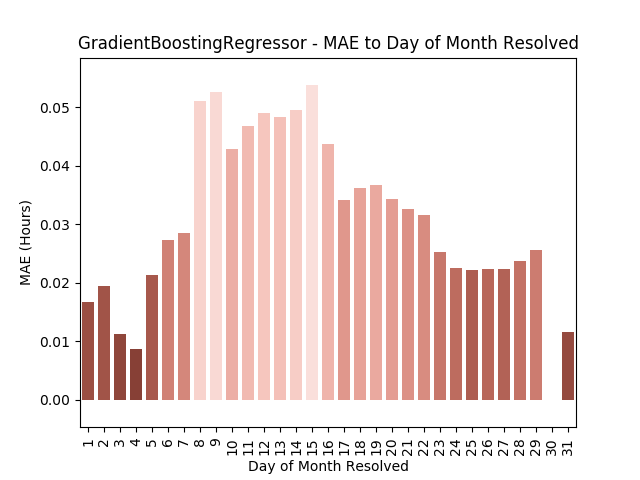 GradientBoostingRegressor - MAE to Day of Month Resolved
0.05
0.04
0.03
0.02
0.01
0.00
MAE (Hours)
1 2 3 4 5 6 7 8 9 10 11 12 13 14 15 16 17 18 19 20 21 22 23 24 25 26 27 28 29 30 31
Day of Month Resolved